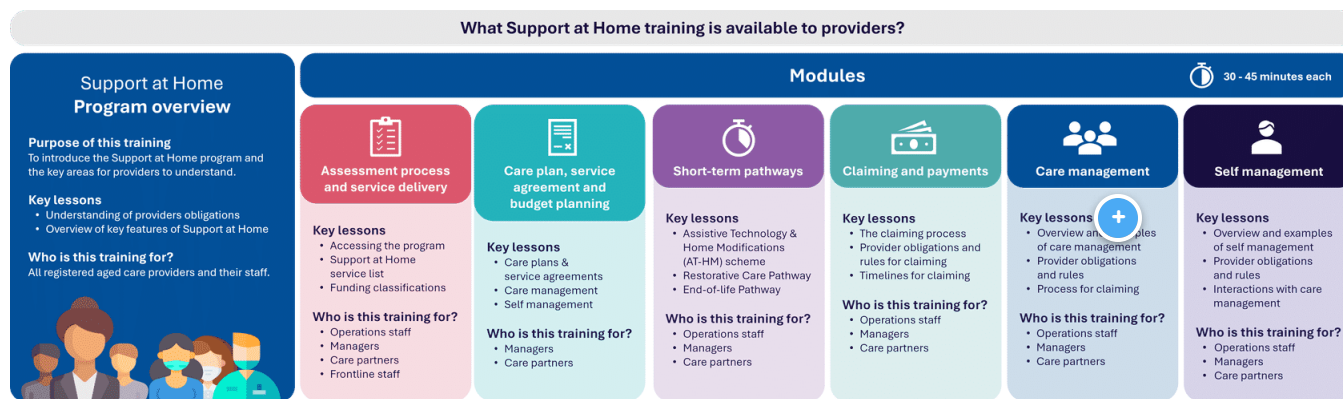 What Support at Home training is available to providers?
Support at Home
Program overview
Purpose of this training
To introduce the Support at Home program and
the key areas for providers to understand.
Key lessons
• Understanding of providers obligations
• Overview of key features of Support at Home
Who is this training for?
All registered aged care providers and their staff.
Modules
30 - 45 minutes each
Assessment process
and service delivery
Key lessons
• Accessing the program
• Support at Home
service list
• Funding classifications
Who is this training for?
• Operations staff
• Managers
• Care partners
• Frontline staff
Care plan, service
agreement and
budget planning
Key lessons
• Care plans &
service agreements
• Care management
• Self management
Who is this training for?
• Managers
• Care partners
Short-term pathways
Key lessons
• Assistive Technology &
Home Modifications
(AT-HM) scheme
• Restorative Care Pathway
• End-of-life Pathway
Who is this training for?
• Operations staff
• Managers
• Care partners
Claiming and payments
Key lessons
• The claiming process
• Provider obligations and
rules for claiming
• Timelines for claiming
Who is this training for?
• Operations staff
• Managers
• Care partners
Care management
Key lessons
• Overview
of care management
• Provider obligations
and rules
• Process for claiming
Who is this training for?
• Operations staff
• Managers
• Care partners
Self management
Key lessons
• Overview and examples
of self management
• Provider obligations
and rules
• Interactions with care
management
Who is this training for?
• Operations staff
• Managers
• Care partners